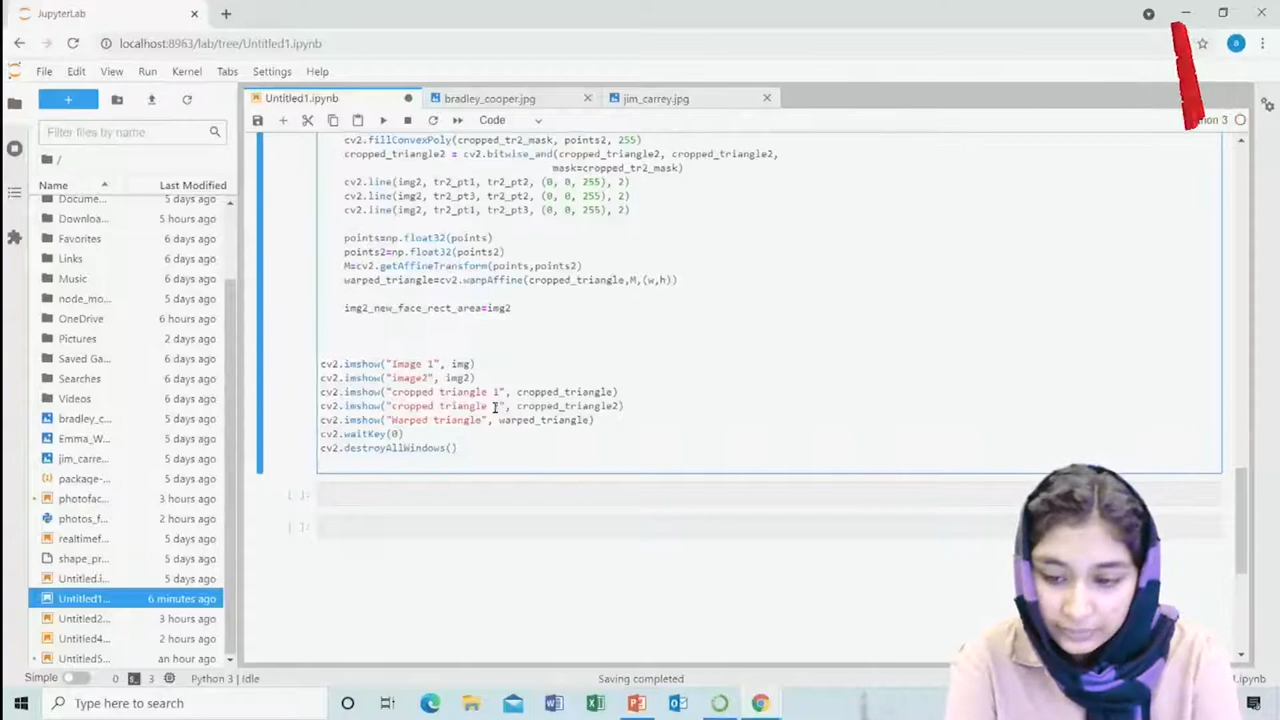 JupyterLab
localhost:8963/lab/tree/Untitled1.ipynb
B
File Edit View Run Kernel Tabs Settings Help
Untitled1.ipynb bradley_cooper.jpg jim_carrey.jpg
Code
Filter files by name
/
Name Last Modified
Docume... 5 days ago
Downloa... 5 hours ago
Favorites 6 days ago
Links 6 days ago
Music 6 days ago
node_mo... 5 days ago
OneDrive 6 hours ago
Pictures 2 days ago
Saved Ga... 6 days ago
Searches 6 days ago
Videos 6 days ago
bradley_c... 6 days ago
Emma_W... 6 days ago
jim_carre... 6 days ago
package-... 5 days ago
photofac... 3 hours ago
photos_f... 2 hours ago
realtimef... 5 days ago
shape_pr... 5 days ago
Untitled.i... 5 days ago
Untitled1... 6 minutes ago
Untitled2... 3 hours ago
Untitled4... 2 hours ago
Untitled5... an hour ago
cv2.fillConvexPoly(cropped_tr2_mask, points2, 255)
cropped_triangle2 = cv2.bitwise_and(cropped_triangle2, cropped_triangle2,
mask=cropped_tr2_mask)
cv2.line(img2, tr2_pt1, tr2_pt2, (0, 0, 255), 2)
cv2.line(img2, tr2_pt3, tr2_pt2, (0, 0, 255), 2)
cv2.line(img2, tr2_pt1, tr2_pt3, (0, 0, 255), 2)
points=np.float32(points)
points2=np.float32(points2)
M=cv2.getAffineTransform(points,points2)
warped_triangle=cv2.warpAffine(cropped_triangle,M,(w,h))
img2_new_face_rect_area=img2
cv2.imshow("Image 1", img)
cv2.imshow("image2", img2)
cv2.imshow("cropped triangle 1", cropped_triangle)
cv2.imshow("cropped triangle ", cropped_triangle2)
cv2.imshow("Warped triangle", warped_triangle)
cv2.waitKey(0)
cv2.destroyAllWindows()
[ ]:
[ ]:
Simple 0 3 Python 3 | Idle Saving completed .ipynb
Type here to search